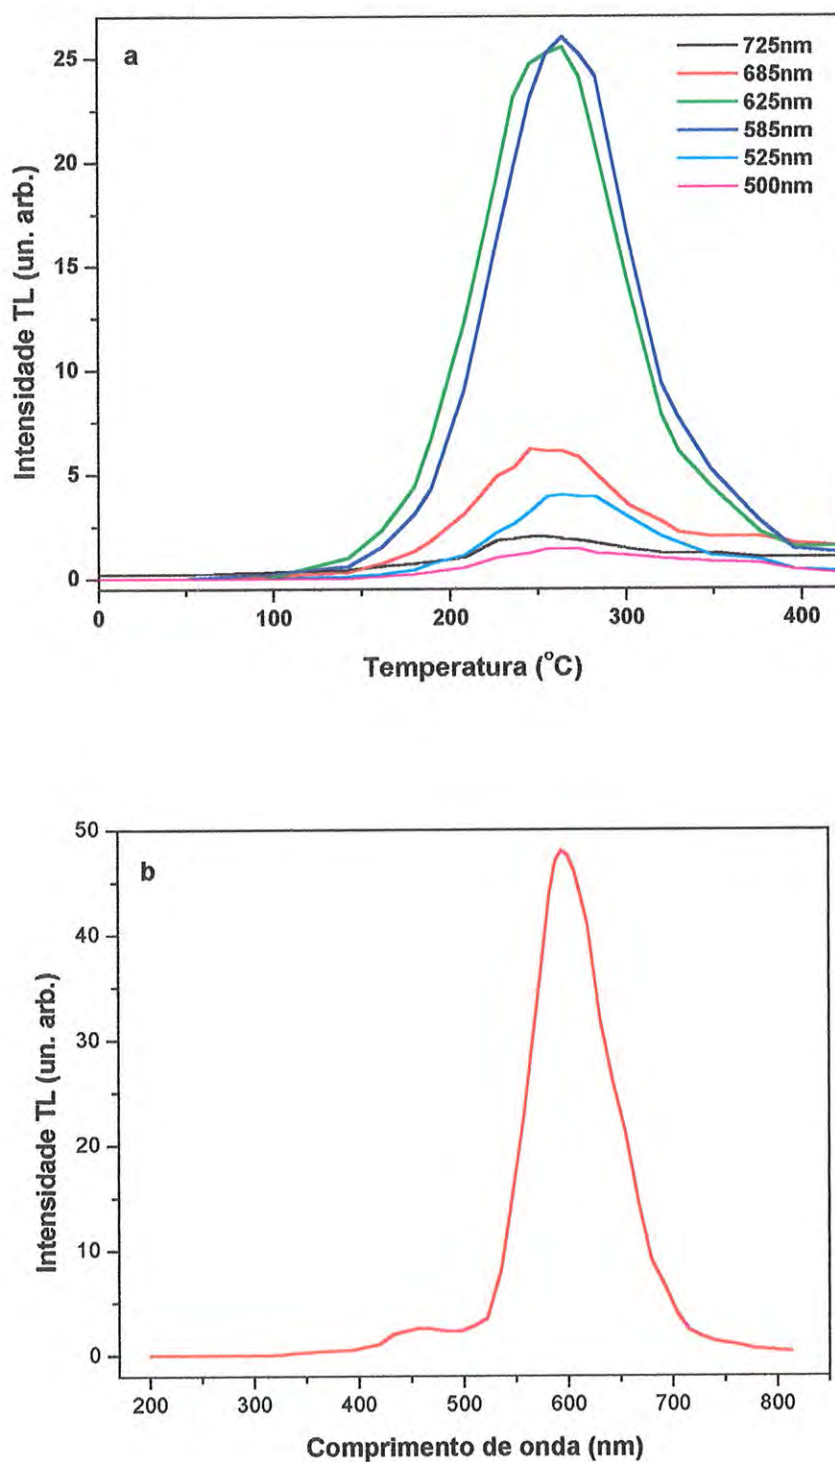 a
725nm
685nm
625nm
585nm
525nm
500nm
25
20
15
10
5
0
Intensidade TL (un. arb.)
0 100 200 300 400
Temperatura (°C)
b
50
40
30
20
10
0
Intensidade TL (un. arb.)
200 300 400 500 600 700 800
Comprimento de onda (nm)